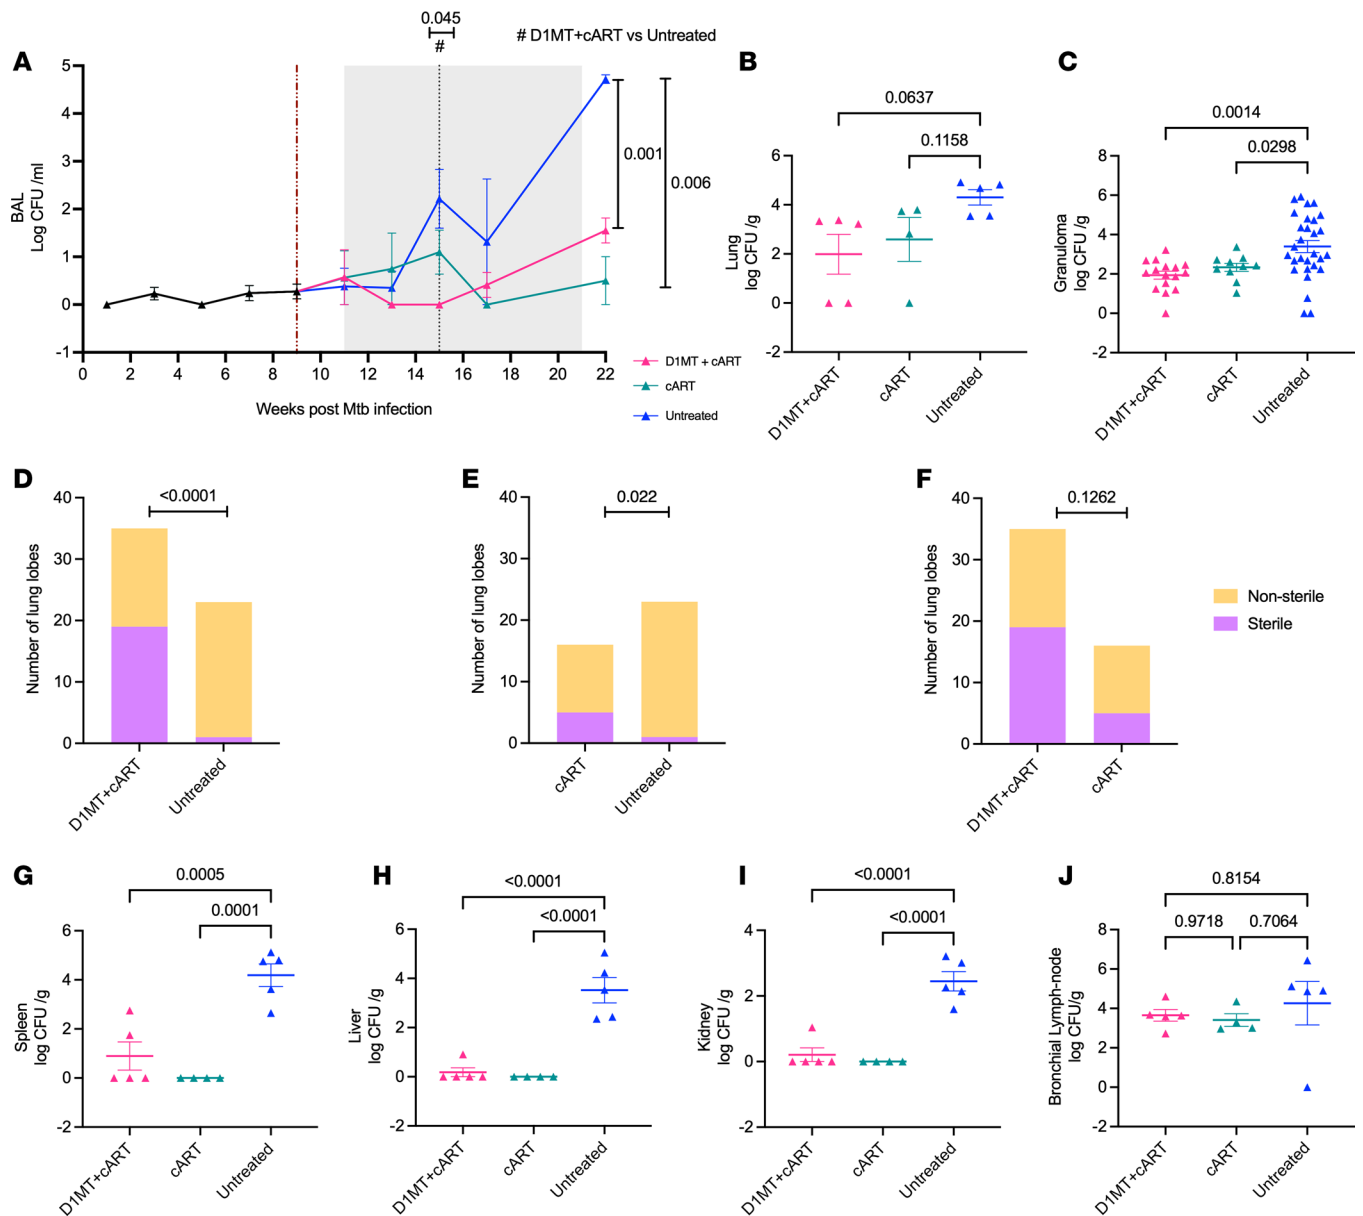 0.045
#
# D1MT+cART vs Untreated
A
BAL
Log CFU /ml
5
4
3
2
1
0
-1
0 2 4 6 8 10 12 14 16 18 20 22
Weeks post Mtb infection
0.001
0.006
D1MT + cART
cART
Untreated
B
0.0637
0.1158
Lung
log CFU /g
6
4
2
0
-2
D1MT+cART
cART
Untreated
C
0.0014
0.0298
Granuloma
log CFU /g
8
6
4
2
0
-2
D1MT+cART
cART
Untreated
D
<0.0001
Number of lung lobes
40
30
20
10
0
D1MT+cART
Untreated
E
0.022
Number of lung lobes
40
30
20
10
0
cART
Untreated
F
0.1262
Number of lung lobes
40
30
20
10
0
D1MT+cART
cART
Non-sterile
Sterile
G
0.0005
0.0001
Spleen
log CFU /g
6
4
2
0
-2
D1MT+cART
cART
Untreated
H
<0.0001
<0.0001
Liver
log CFU /g
6
4
2
0
-2
D1MT+cART
cART
Untreated
I
<0.0001
<0.0001
Kidney
log CFU /g
4
2
0
-2
D1MT+cART
cART
Untreated
J
0.8154
0.9718
0.7064
Bronchial Lymph-node
log CFU/g
8
6
4
2
0
-2
D1MT+cART
cART
Untreated